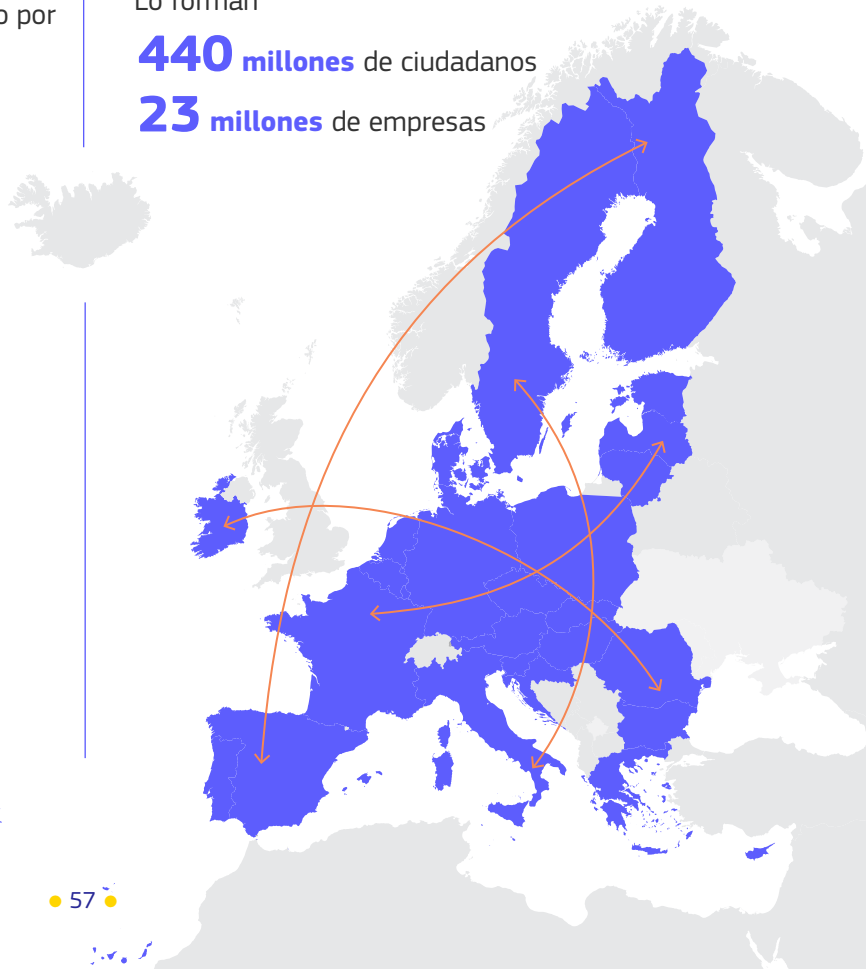 o por
Lo forman
440 millones de ciudadanos
23 millones de empresas
57